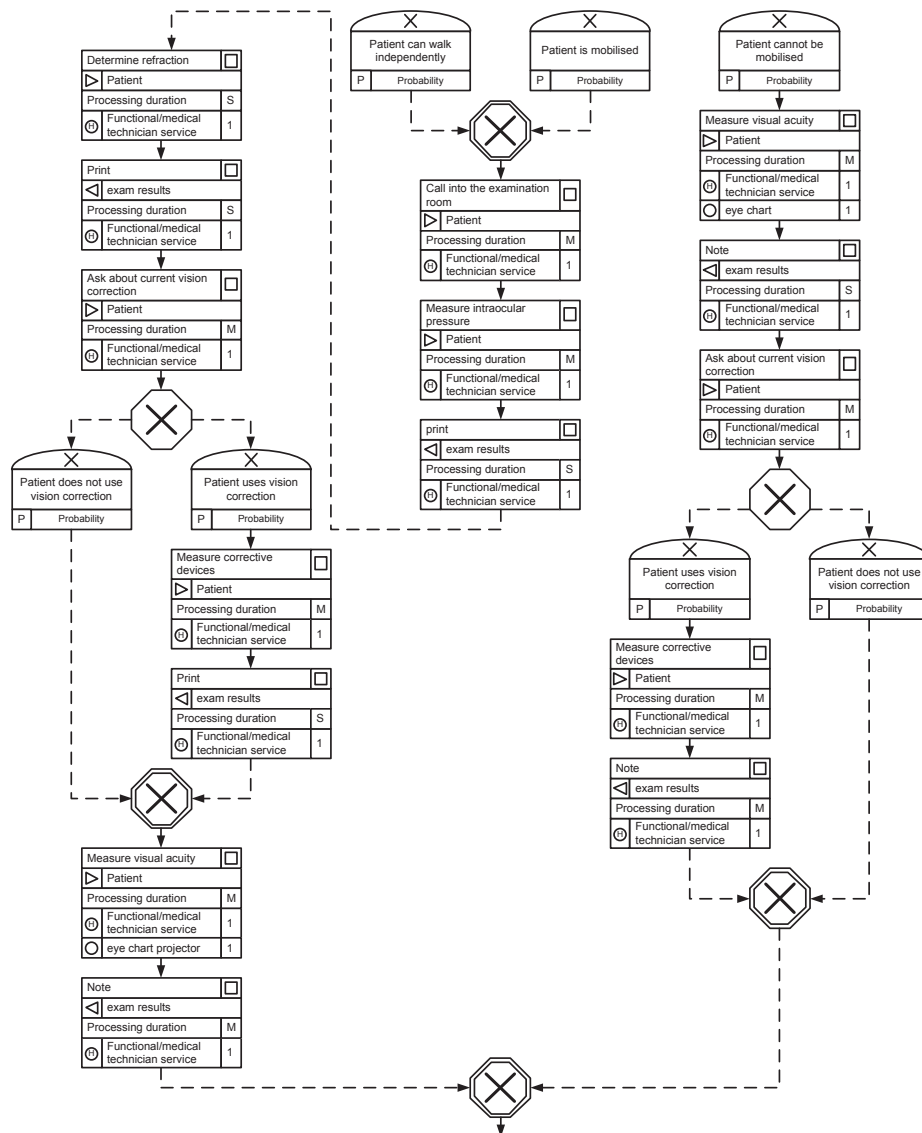 Patient can walk
independently
P Probability
Patient is mobilised
P Probability
Patient cannot be
mobilised
P Probability
Determine refraction
Patient
Processing duration S
H Functional/medical
technician service 1
Print
exam results
Processing duration S
H Functional/medical
technician service 1
Ask about current vision
correction
Patient
Processing duration M
H Functional/medical
technician service 1
Patient does not use
vision correction
P Probability
Patient uses vision
correction
P Probability
Measure corrective
devices
Patient
Processing duration M
H Functional/medical
technician service 1
Print
exam results
Processing duration S
H Functional/medical
technician service 1
Measure visual acuity
Patient
Processing duration M
H Functional/medical
technician service 1
eye chart projector 1
Note
exam results
Processing duration M
H Functional/medical
technician service 1
Call into the examination
room
Patient
Processing duration M
H Functional/medical
technician service 1
Measure intraocular
pressure
Patient
Processing duration M
H Functional/medical
technician service 1
print
exam results
Processing duration S
H Functional/medical
technician service 1
Measure visual acuity
Patient
Processing duration M
H Functional/medical
technician service 1
eye chart 1
Note
exam results
Processing duration S
H Functional/medical
technician service 1
Ask about current vision
correction
Patient
Processing duration M
H Functional/medical
technician service 1
Patient uses vision
correction
P Probability
Patient does not use
vision correction
P Probability
Measure corrective
devices
Patient
Processing duration M
H Functional/medical
technician service 1
Note
exam results
Processing duration M
H Functional/medical
technician service 1